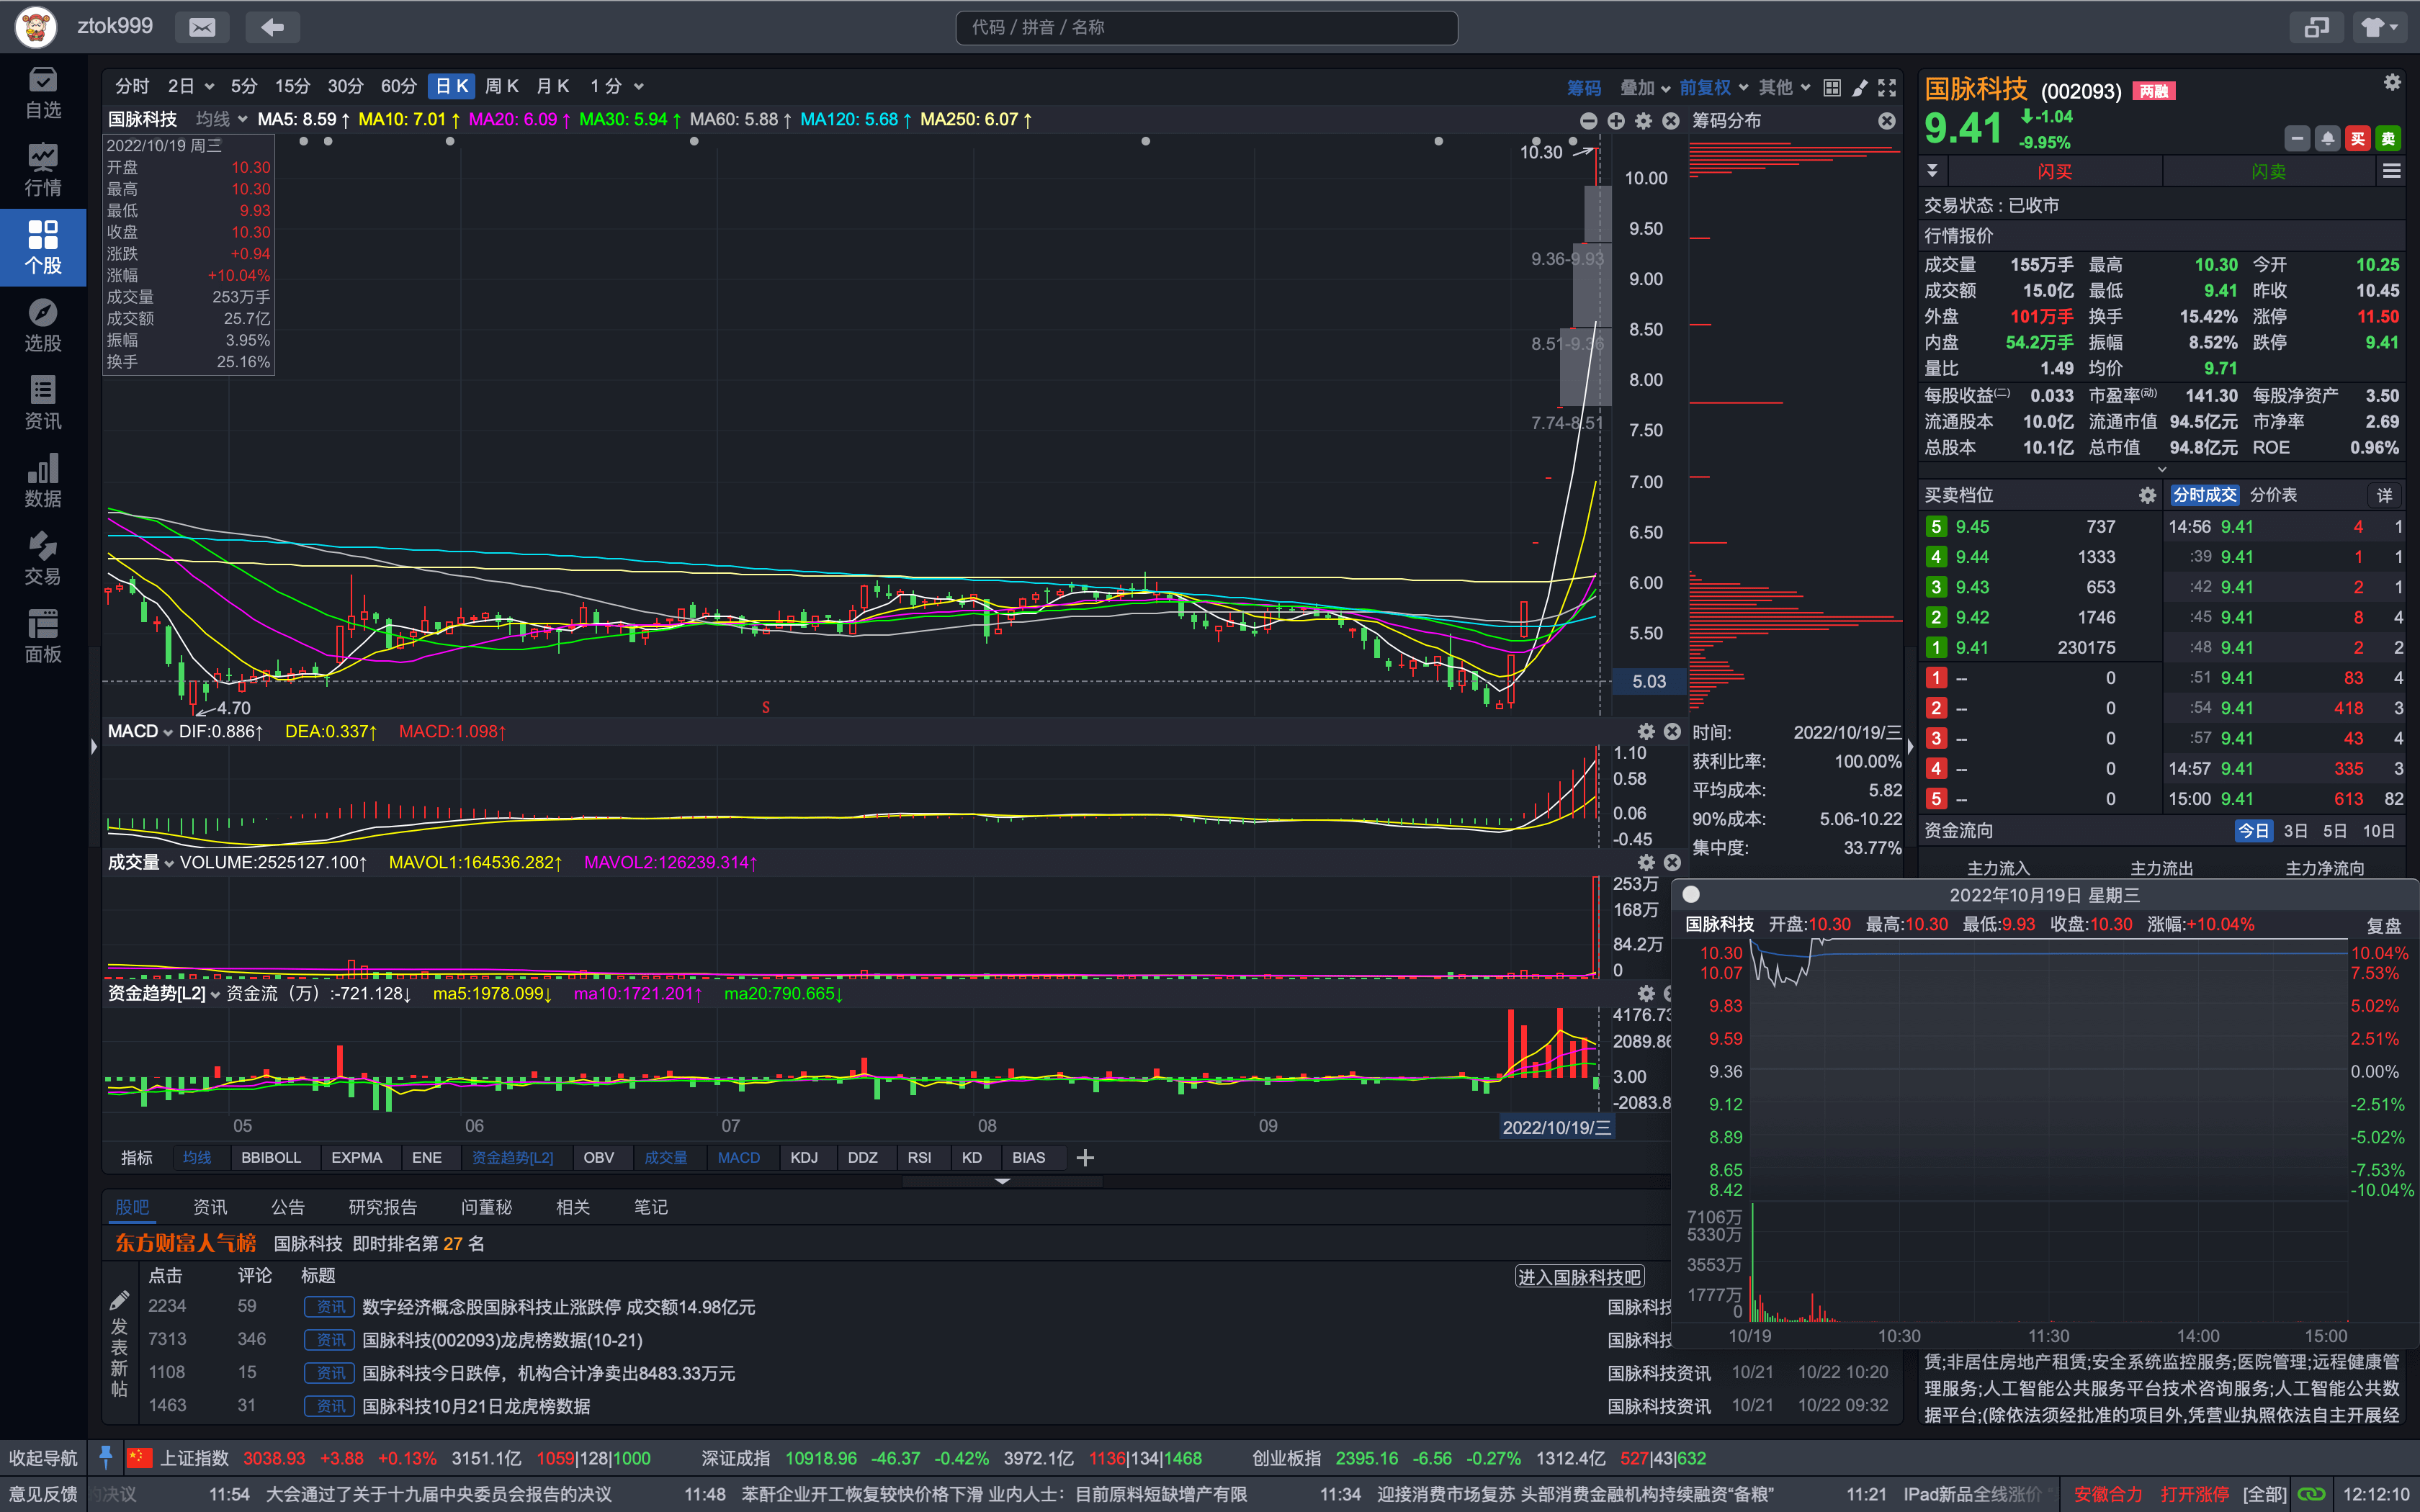 ztok999
代码 / 拼音 / 名称
自选
行情
个股
选股
资讯
数据
交易
面板
分时 2日 5分 15分 30分 60分 日K 周K 月K 1分
筹码 叠加 前复权 其他
国脉科技 均线 MA5: 8.59↑ MA10: 7.01↑ MA20: 6.09↑ MA30: 5.94↑ MA60: 5.88↑ MA120: 5.68↑ MA250: 6.07↑
筹码分布
2022/10/19 周三
开盘 10.30
最高 10.30
最低 9.93
收盘 10.30
涨跌 +0.94
涨幅 +10.04%
成交量 253万手
成交额 25.7亿
振幅 3.95%
换手 25.16%
10.30
9.36-9.93
8.51-9.36
7.74-8.51
4.70
S
10.00
9.50
9.00
8.50
8.00
7.50
7.00
6.50
6.00
5.50
5.03
MACD DIF:0.886↑ DEA:0.337↑ MACD:1.098↑
1.10
0.58
0.06
-0.45
成交量 VOLUME:2525127.100↑ MAVOL1:164536.282↑ MAVOL2:126239.314↑
253万
168万
84.2万
0
资金趋势[L2] 资金流（万）:-721.128↓ ma5:1978.099↓ ma10:1721.201↑ ma20:790.665↓
4176.73
2089.86
3.00
-2083.8
05 06 07 08 09 2022/10/19/三
时间: 2022/10/19/三
获利比率: 100.00%
平均成本: 5.82
90%成本: 5.06-10.22
集中度: 33.77%
指标 均线 BBIBOLL EXPMA ENE 资金趋势[L2] OBV 成交量 MACD KDJ DDZ RSI KD BIAS
股吧 资讯 公告 研究报告 问董秘 相关 笔记
东方财富人气榜 国脉科技 即时排名第 27 名
点击 评论 标题 进入国脉科技吧
2234 59 资讯 数字经济概念股国脉科技止涨跌停 成交额14.98亿元 国脉科技
7313 346 资讯 国脉科技(002093)龙虎榜数据(10-21) 国脉科技
1108 15 资讯 国脉科技今日跌停，机构合计净卖出8483.33万元 国脉科技资讯 10/21 10/22 10:20
1463 31 资讯 国脉科技10月21日龙虎榜数据 国脉科技资讯 10/21 10/22 09:32
发表新帖
国脉科技 (002093) 两融
9.41 -1.04
-9.95%
买 卖
闪买 闪卖
交易状态：已收市
行情报价
成交量 155万手 最高 10.30 今开 10.25
成交额 15.0亿 最低 9.41 昨收 10.45
外盘 101万手 换手 15.42% 涨停 11.50
内盘 54.2万手 振幅 8.52% 跌停 9.41
量比 1.49 均价 9.71
每股收益(二) 0.033 市盈率(动) 141.30 每股净资产 3.50
流通股本 10.0亿 流通市值 94.5亿元 市净率 2.69
总股本 10.1亿 总市值 94.8亿元 ROE 0.96%
买卖档位 分时成交 分价表 详
5 9.45 737
4 9.44 1333
3 9.43 653
2 9.42 1746
1 9.41 230175
1 -- 0
2 -- 0
3 -- 0
4 -- 0
5 -- 0
14:56 9.41 4 1
:39 9.41 1 1
:42 9.41 2 1
:45 9.41 8 4
:48 9.41 2 2
:51 9.41 83 4
:54 9.41 418 3
:57 9.41 43 4
14:57 9.41 335 3
15:00 9.41 613 82
资金流向 今日 3日 5日 10日
主力流入 主力流出 主力净流向
2022年10月19日 星期三
国脉科技 开盘:10.30 最高:10.30 最低:9.93 收盘:10.30 涨幅:+10.04% 复盘
10.30 10.04%
10.07 7.53%
9.83 5.02%
9.59 2.51%
9.36 0.00%
9.12 -2.51%
8.89 -5.02%
8.65 -7.53%
8.42 -10.04%
7106万
5330万
3553万
1777万
0
10/19 10:30 11:30 14:00 15:00
赁;非居住房地产租赁;安全系统监控服务;医院管理;远程健康管
理服务;人工智能公共服务平台技术咨询服务;人工智能公共数
据平台;(除依法须经批准的项目外,凭营业执照依法自主开展经
收起导航 上证指数 3038.93 +3.88 +0.13% 3151.1亿 1059|128|1000 深证成指 10918.96 -46.37 -0.42% 3972.1亿 1136|134|1468 创业板指 2395.16 -6.56 -0.27% 1312.4亿 527|43|632
意见反馈 的决议 11:54 大会通过了关于十九届中央委员会报告的决议 11:48 苯酐企业开工恢复较快价格下滑 业内人士：目前原料短缺增产有限 11:34 迎接消费市场复苏 头部消费金融机构持续融资“备粮” 11:21 IPad新品全线涨价 安徽合力 打开涨停 [全部] 12:12:10